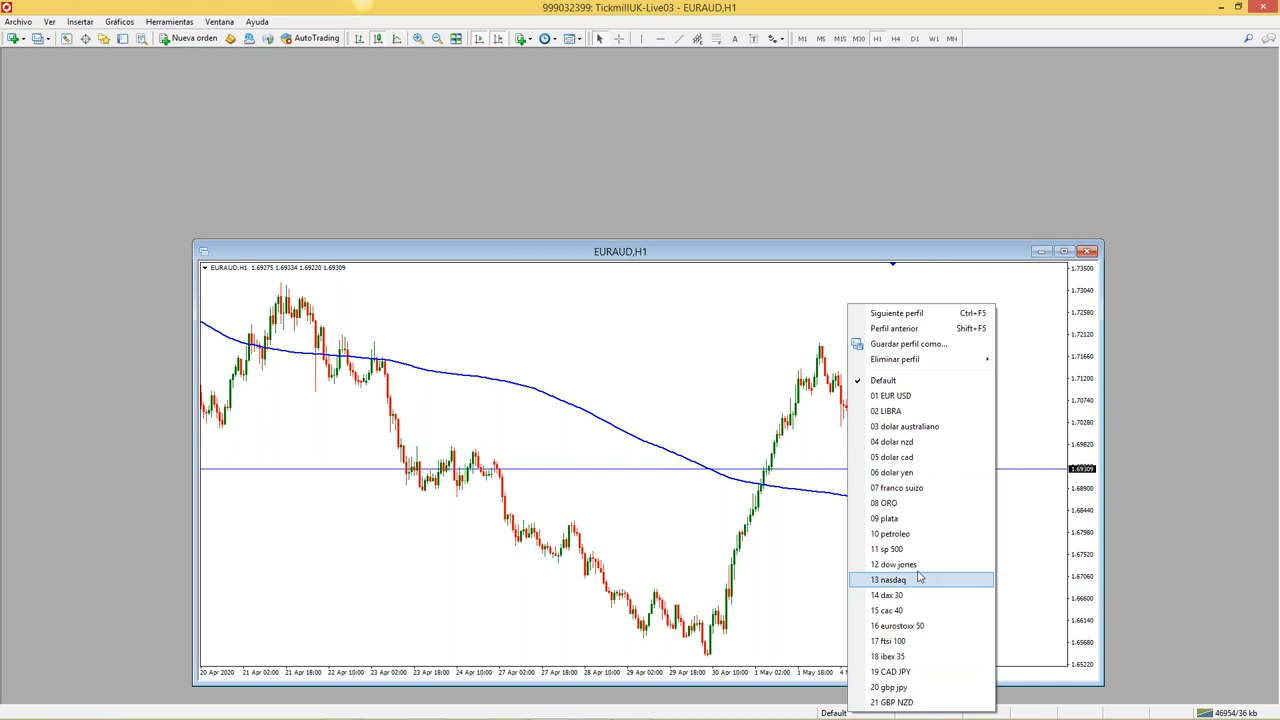 999032399: TickmillUK-Live03 - EURAUD,H1
Archivo Ver Insertar Gráficos Herramientas Ventana Ayuda
Nueva orden AutoTrading A T M1 M5 M15 M30 H1 H4 D1 W1 MN
EURAUD,H1
EURAUD,H1 1.69275 1.69334 1.69220 1.69309
1.73500
1.73040
1.72580
1.72120
1.71660
1.71200
1.70740
1.70280
1.69820
1.69309
1.68900
1.68440
1.67980
1.67520
1.67060
1.66600
1.66140
1.65680
1.65220
Siguiente perfil Ctrl+F5
Perfil anterior Shift+F5
Guardar perfil como...
Eliminar perfil
Default
01 EUR USD
02 LIBRA
03 dolar australiano
04 dolar nzd
05 dolar cad
06 dolar yen
07 franco suizo
08 ORO
09 plata
10 petroleo
11 sp 500
12 dow jones
13 nasdaq
14 dax 30
15 cac 40
16 eurostoxx 50
17 ftsi 100
18 ibex 35
19 CAD JPY
20 gbp jpy
21 GBP NZD
20 Apr 2020 21 Apr 02:00 21 Apr 18:00 22 Apr 10:00 23 Apr 02:00 23 Apr 18:00 24 Apr 10:00 27 Apr 02:00 27 Apr 18:00 28 Apr 10:00 29 Apr 02:00 29 Apr 18:00 30 Apr 10:00 1 May 02:00 1 May 18:00
Default
46954/36 kb